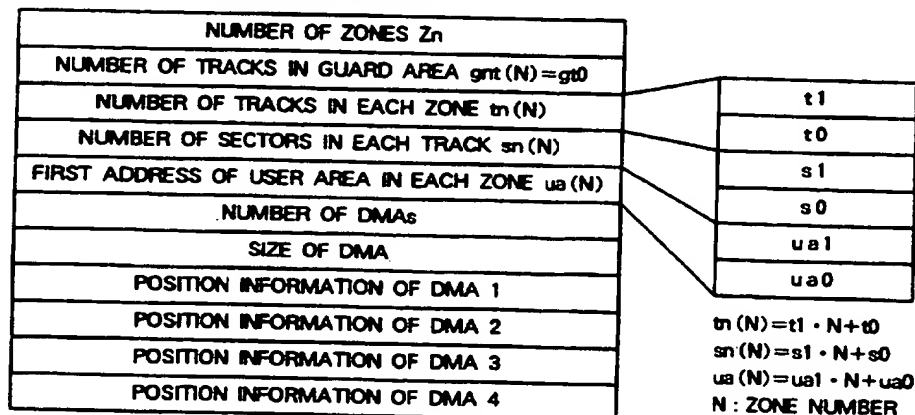 NUMBER OF ZONES Zn
NUMBER OF TRACKS IN GUARD AREA gnt(N)=gt0
NUMBER OF TRACKS IN EACH ZONE tn(N)
NUMBER OF SECTORS IN EACH TRACK sn(N)
FIRST ADDRESS OF USER AREA IN EACH ZONE ua(N)
NUMBER OF DMAs
SIZE OF DMA
POSITION INFORMATION OF DMA 1
POSITION INFORMATION OF DMA 2
POSITION INFORMATION OF DMA 3
POSITION INFORMATION OF DMA 4
t1
t0
s1
s0
ua1
ua0
tn(N)=t1·N+t0
sn(N)=s1·N+s0
ua(N)=ua1·N+ua0
N: ZONE NUMBER